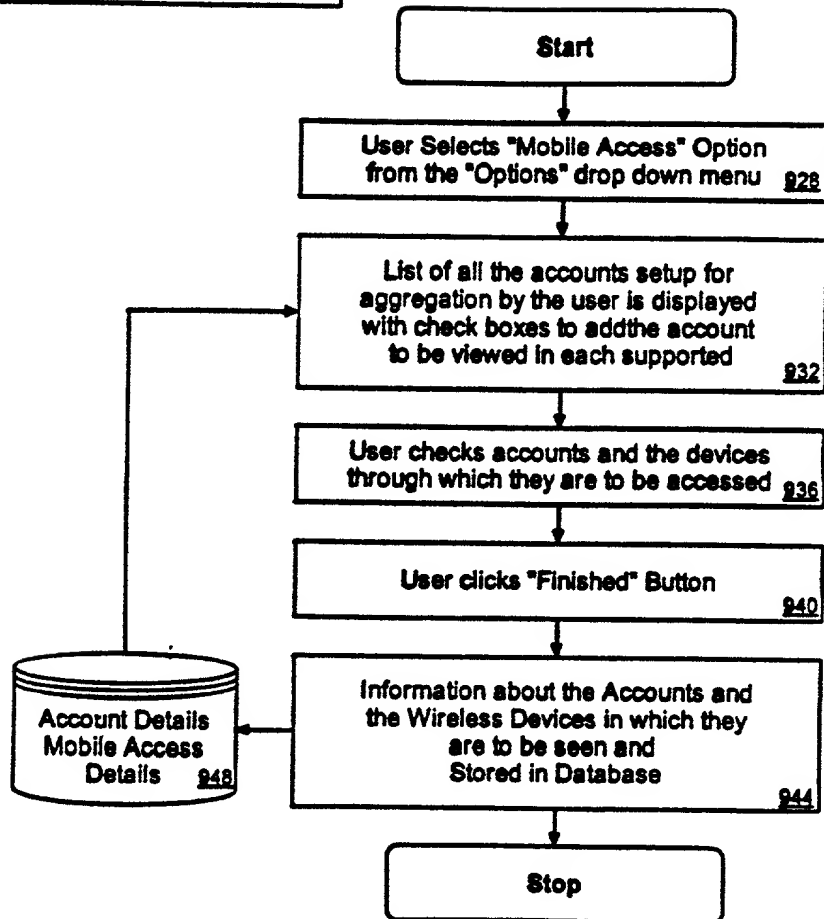 Start
User Selects "Mobile Access" Option
from the "Options" drop down menu 928
List of all the accounts setup for
aggregation by the user is displayed
with check boxes to addthe account
to be viewed in each supported
932
User checks accounts and the devices
through which they are to be accessed 936
User clicks "Finished" Button
940
Information about the Accounts and
the Wireless Devices in which they
are to be seen and
Stored in Database
944
Account Details
Mobile Access
Details 948
Stop